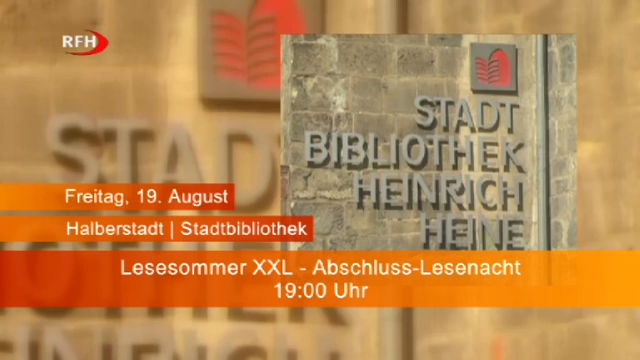 RFH
STADT
BIBLIOTHEK
HEINRICH
HEINE
Freitag, 19. August
Halberstadt | Stadtbibliothek
Lesesommer XXL - Abschluss-Lesenacht
19:00 Uhr